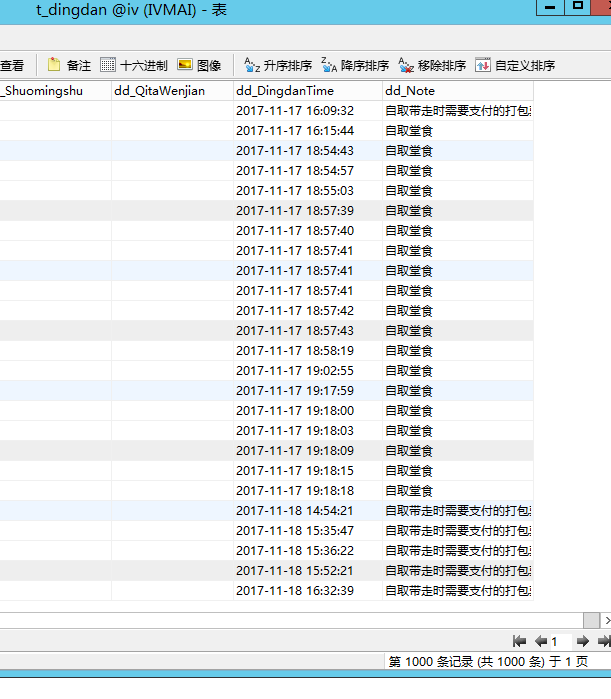 t_dingdan @iv (IVMAI) - 表
查看 备注 十六进制 图像 升序排序 降序排序 移除排序 自定义排序
_Shuomingshu dd_QitaWenjian dd_DingdanTime dd_Note
2017-11-17 16:09:32 自取带走时需要支付的打包
2017-11-17 16:15:44 自取堂食
2017-11-17 18:54:43 自取堂食
2017-11-17 18:54:57 自取堂食
2017-11-17 18:55:03 自取堂食
2017-11-17 18:57:39 自取堂食
2017-11-17 18:57:40 自取堂食
2017-11-17 18:57:41 自取堂食
2017-11-17 18:57:41 自取堂食
2017-11-17 18:57:41 自取堂食
2017-11-17 18:57:42 自取堂食
2017-11-17 18:57:43 自取堂食
2017-11-17 18:58:19 自取堂食
2017-11-17 19:02:55 自取堂食
2017-11-17 19:17:59 自取堂食
2017-11-17 19:18:00 自取堂食
2017-11-17 19:18:03 自取堂食
2017-11-17 19:18:09 自取堂食
2017-11-17 19:18:15 自取堂食
2017-11-17 19:18:18 自取堂食
2017-11-18 14:54:21 自取带走时需要支付的打包
2017-11-18 15:35:47 自取带走时需要支付的打包
2017-11-18 15:36:22 自取带走时需要支付的打包
2017-11-18 15:52:21 自取带走时需要支付的打包
2017-11-18 16:32:39 自取带走时需要支付的打包
1
第 1000 条记录 (共 1000 条) 于 1 页